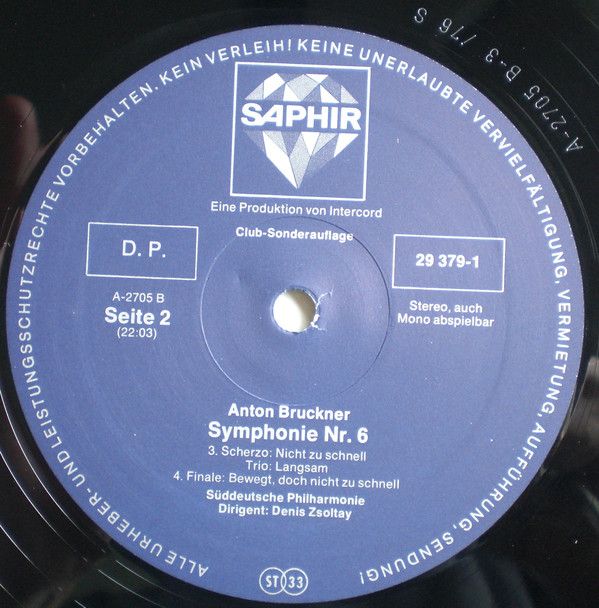 ALLE URHEBER- UND LEISTUNGSSCHUTZRECHTE VORBEHALTEN. KEIN VERLEIH! KEINE UNERLAUBTE VERVIELFÄLTIGUNG, VERMIETUNG, AUFFÜHRUNG, SENDUNG!
A-2705 B-3 /76 S
SAPHIR
Eine Produktion von Intercord
Club-Sonderauflage
D. P.
29 379-1
A-2705 B
Seite 2
(22:03)
Stereo, auch
Mono abspielbar
Anton Bruckner
Symphonie Nr. 6
3. Scherzo: Nicht zu schnell
Trio: Langsam
4. Finale: Bewegt, doch nicht zu schnell
Süddeutsche Philharmonie
Dirigent: Denis Zsoltay
ST 33